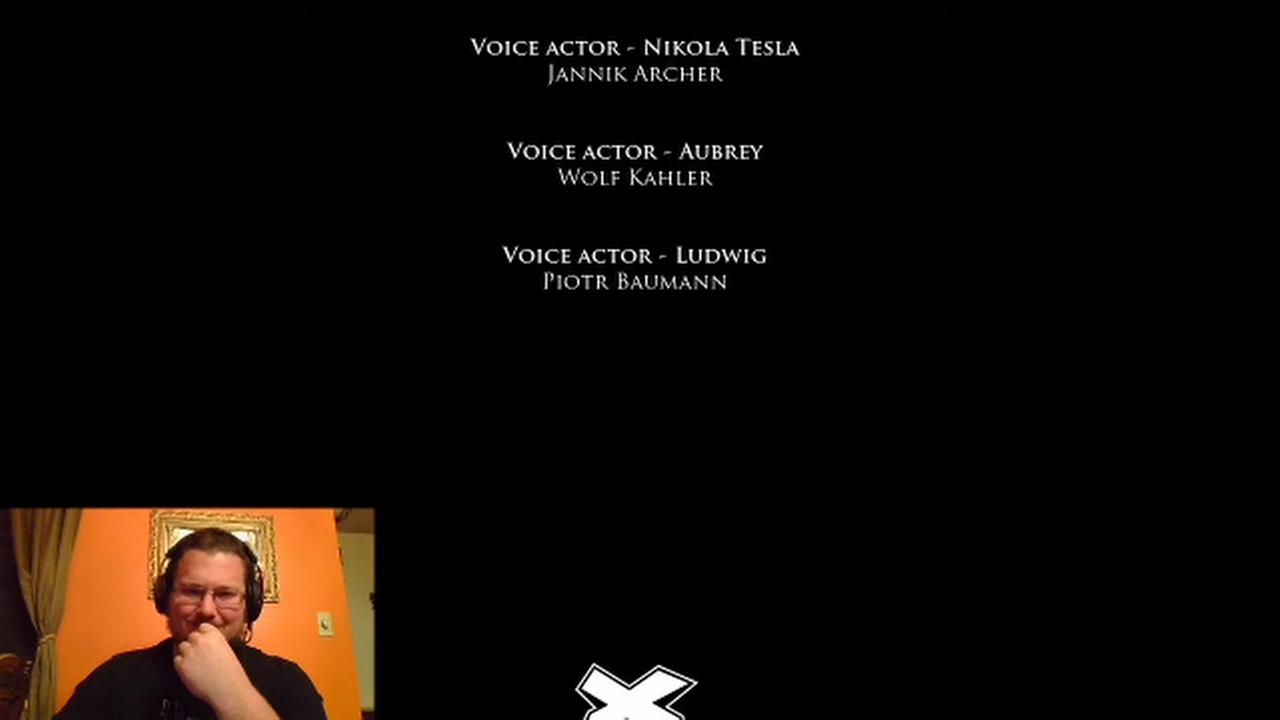 Voice actor - Nikola Tesla
Jannik Archer
Voice actor - Aubrey
Wolf Kahler
Voice actor - Ludwig
Piotr Baumann